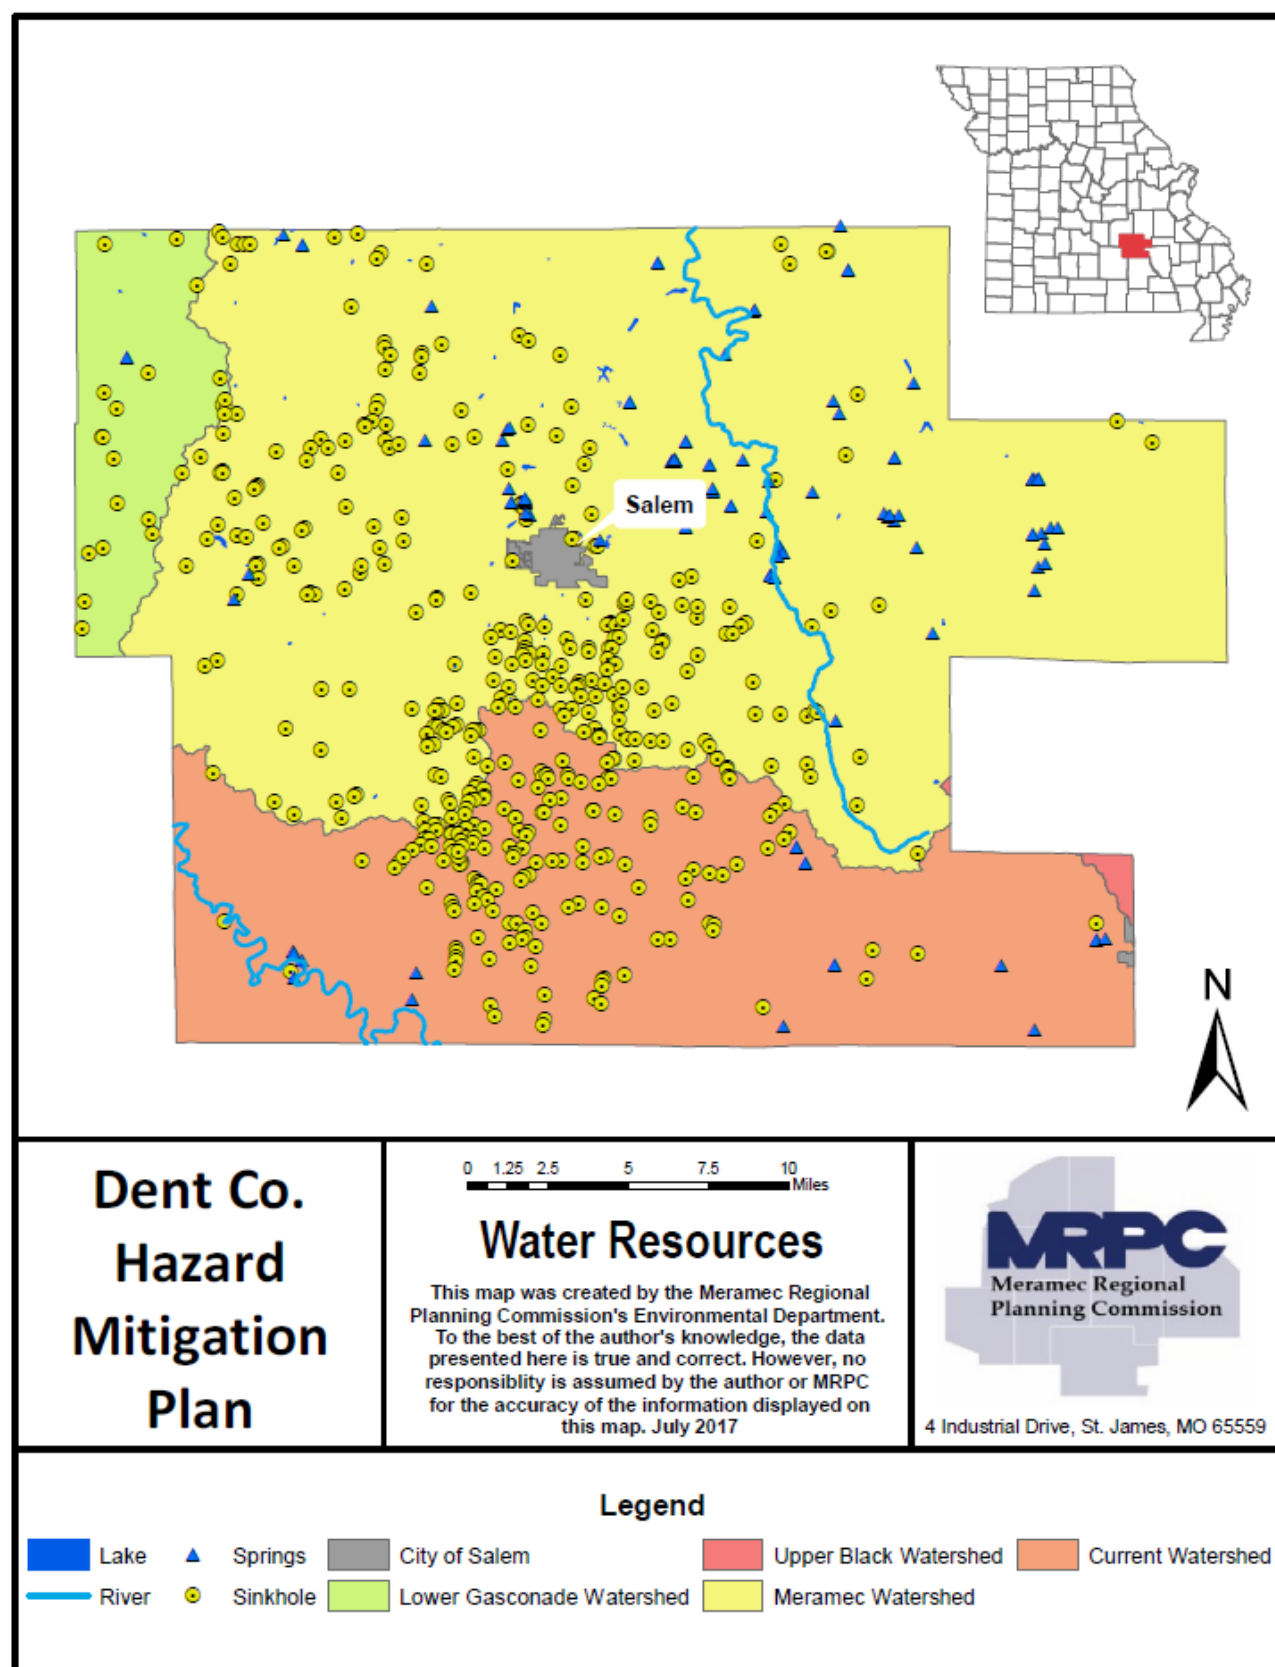 Salem
N
Dent Co.
Hazard
Mitigation
Plan
0 1.25 2.5 5 7.5 10
Miles
Water Resources
This map was created by the Meramec Regional
Planning Commission's Environmental Department.
To the best of the author's knowledge, the data
presented here is true and correct. However, no
responsiblity is assumed by the author or MRPC
for the accuracy of the information displayed on
this map. July 2017
MRPC
Meramec Regional
Planning Commission
4 Industrial Drive, St. James, MO 65559
Legend
Lake Springs City of Salem Upper Black Watershed Current Watershed
River Sinkhole Lower Gasconade Watershed Meramec Watershed